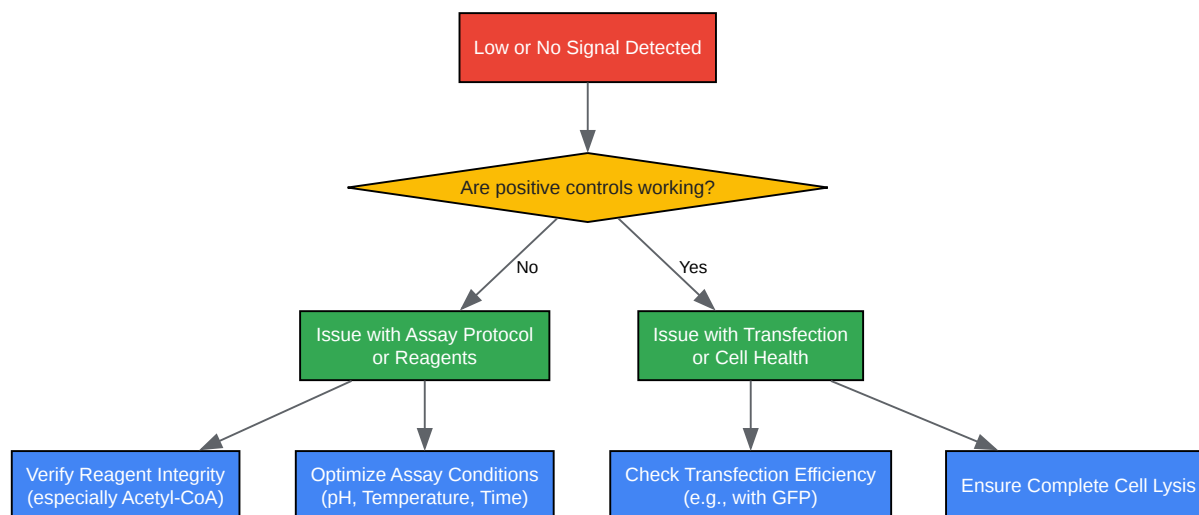 Low or No Signal Detected
Are positive controls working?
No
Yes
Issue with Assay Protocol
or Reagents
Issue with Transfection
or Cell Health
Verify Reagent Integrity
(especially Acetyl-CoA)
Optimize Assay Conditions
(pH, Temperature, Time)
Check Transfection Efficiency
(e.g., with GFP)
Ensure Complete Cell Lysis